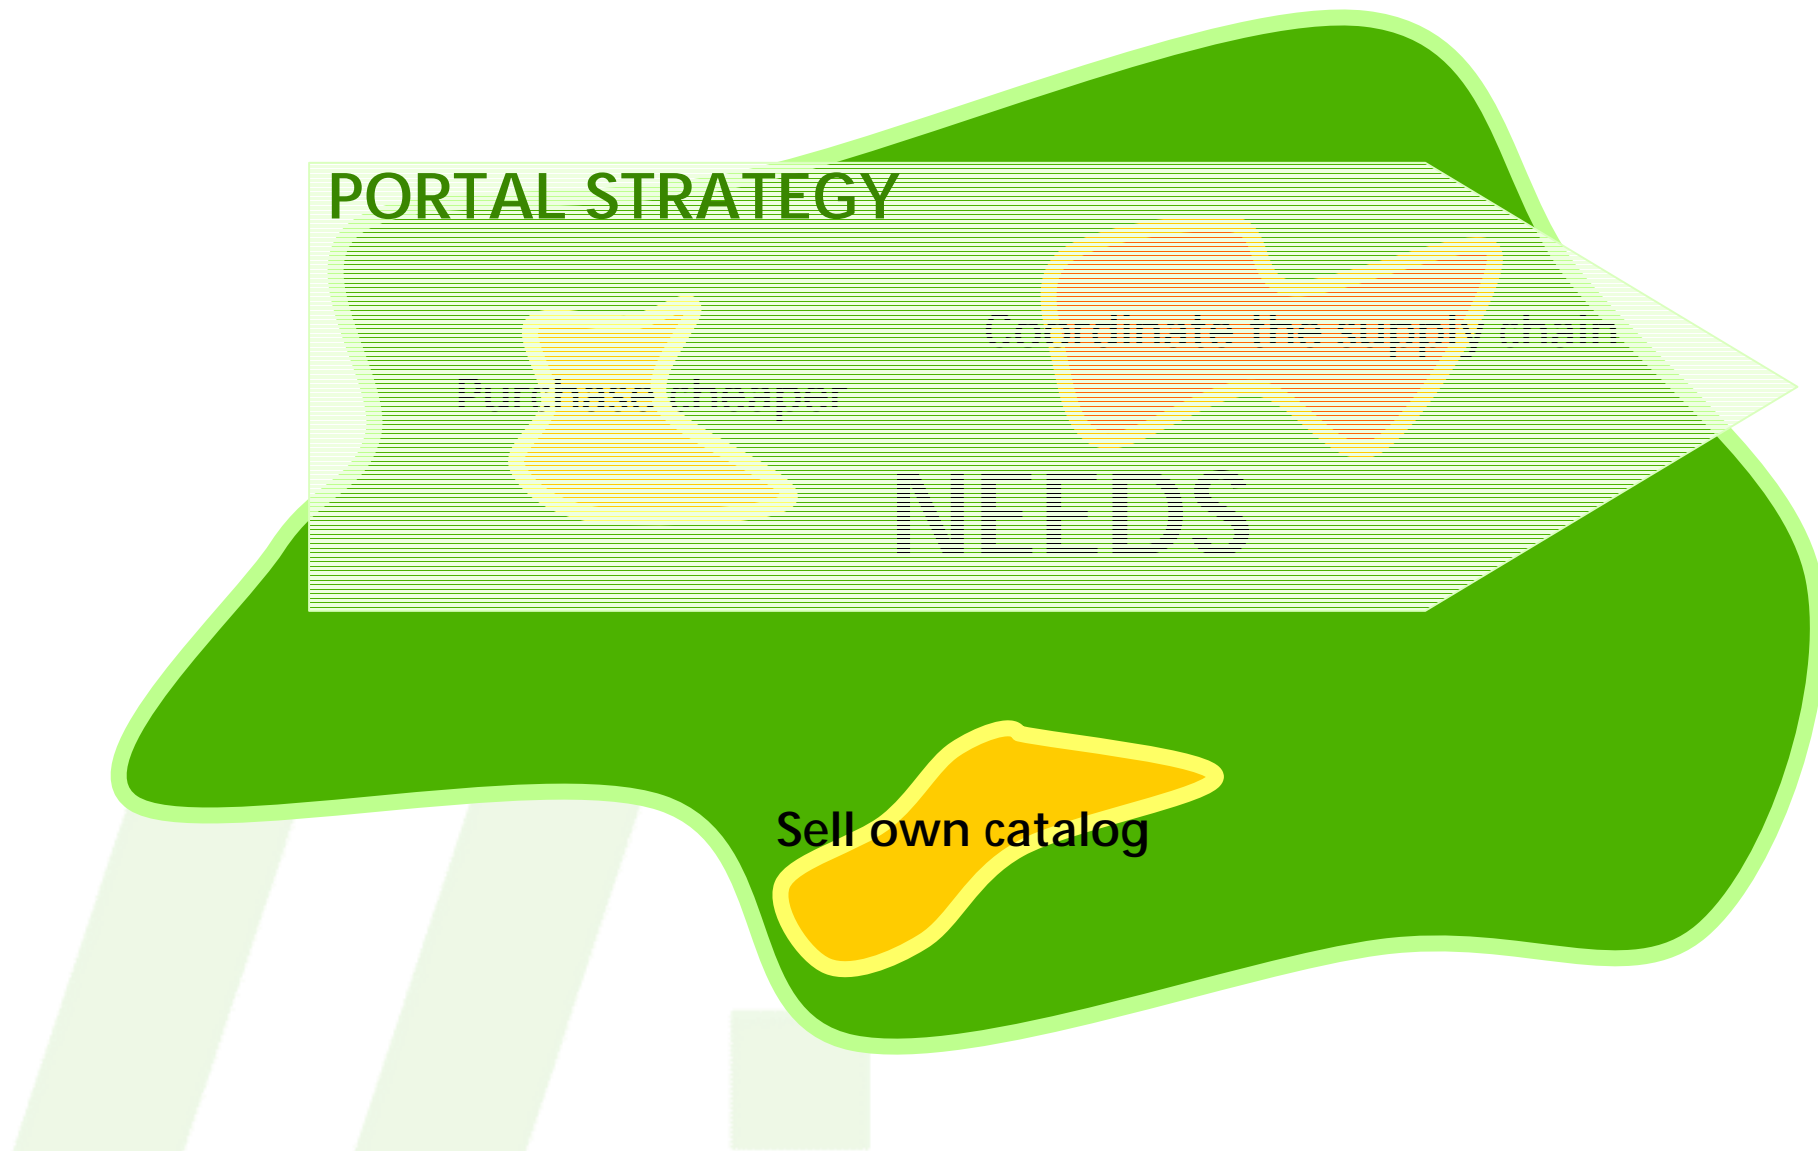 PORTAL STRATEGY
Coordinate the supply chain
Purchase cheaper
NEEDS
Sell own catalog